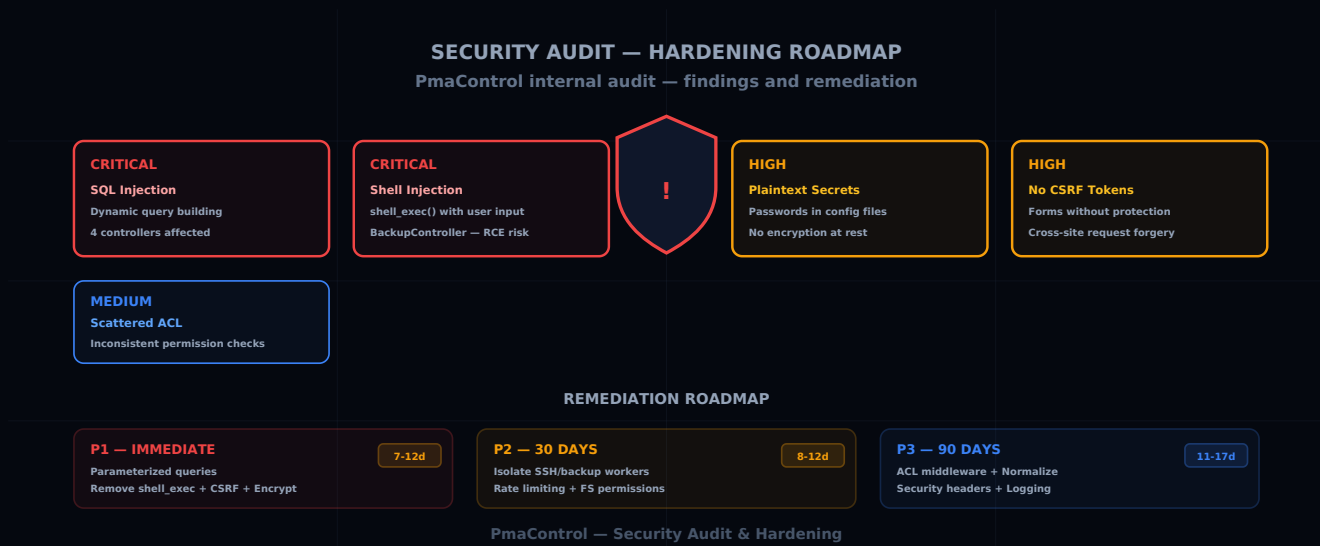 SECURITY AUDIT — HARDENING ROADMAP
PmaControl internal audit — findings and remediation
CRITICAL
SQL Injection
Dynamic query building
4 controllers affected
CRITICAL
Shell Injection
shell_exec() with user input
BackupController — RCE risk
!
HIGH
Plaintext Secrets
Passwords in config files
No encryption at rest
HIGH
No CSRF Tokens
Forms without protection
Cross-site request forgery
MEDIUM
Scattered ACL
Inconsistent permission checks
REMEDIATION ROADMAP
P1 — IMMEDIATE
7-12d
Parameterized queries
Remove shell_exec + CSRF + Encrypt
P2 — 30 DAYS
8-12d
Isolate SSH/backup workers
Rate limiting + FS permissions
P3 — 90 DAYS
11-17d
ACL middleware + Normalize
Security headers + Logging
PmaControl — Security Audit & Hardening